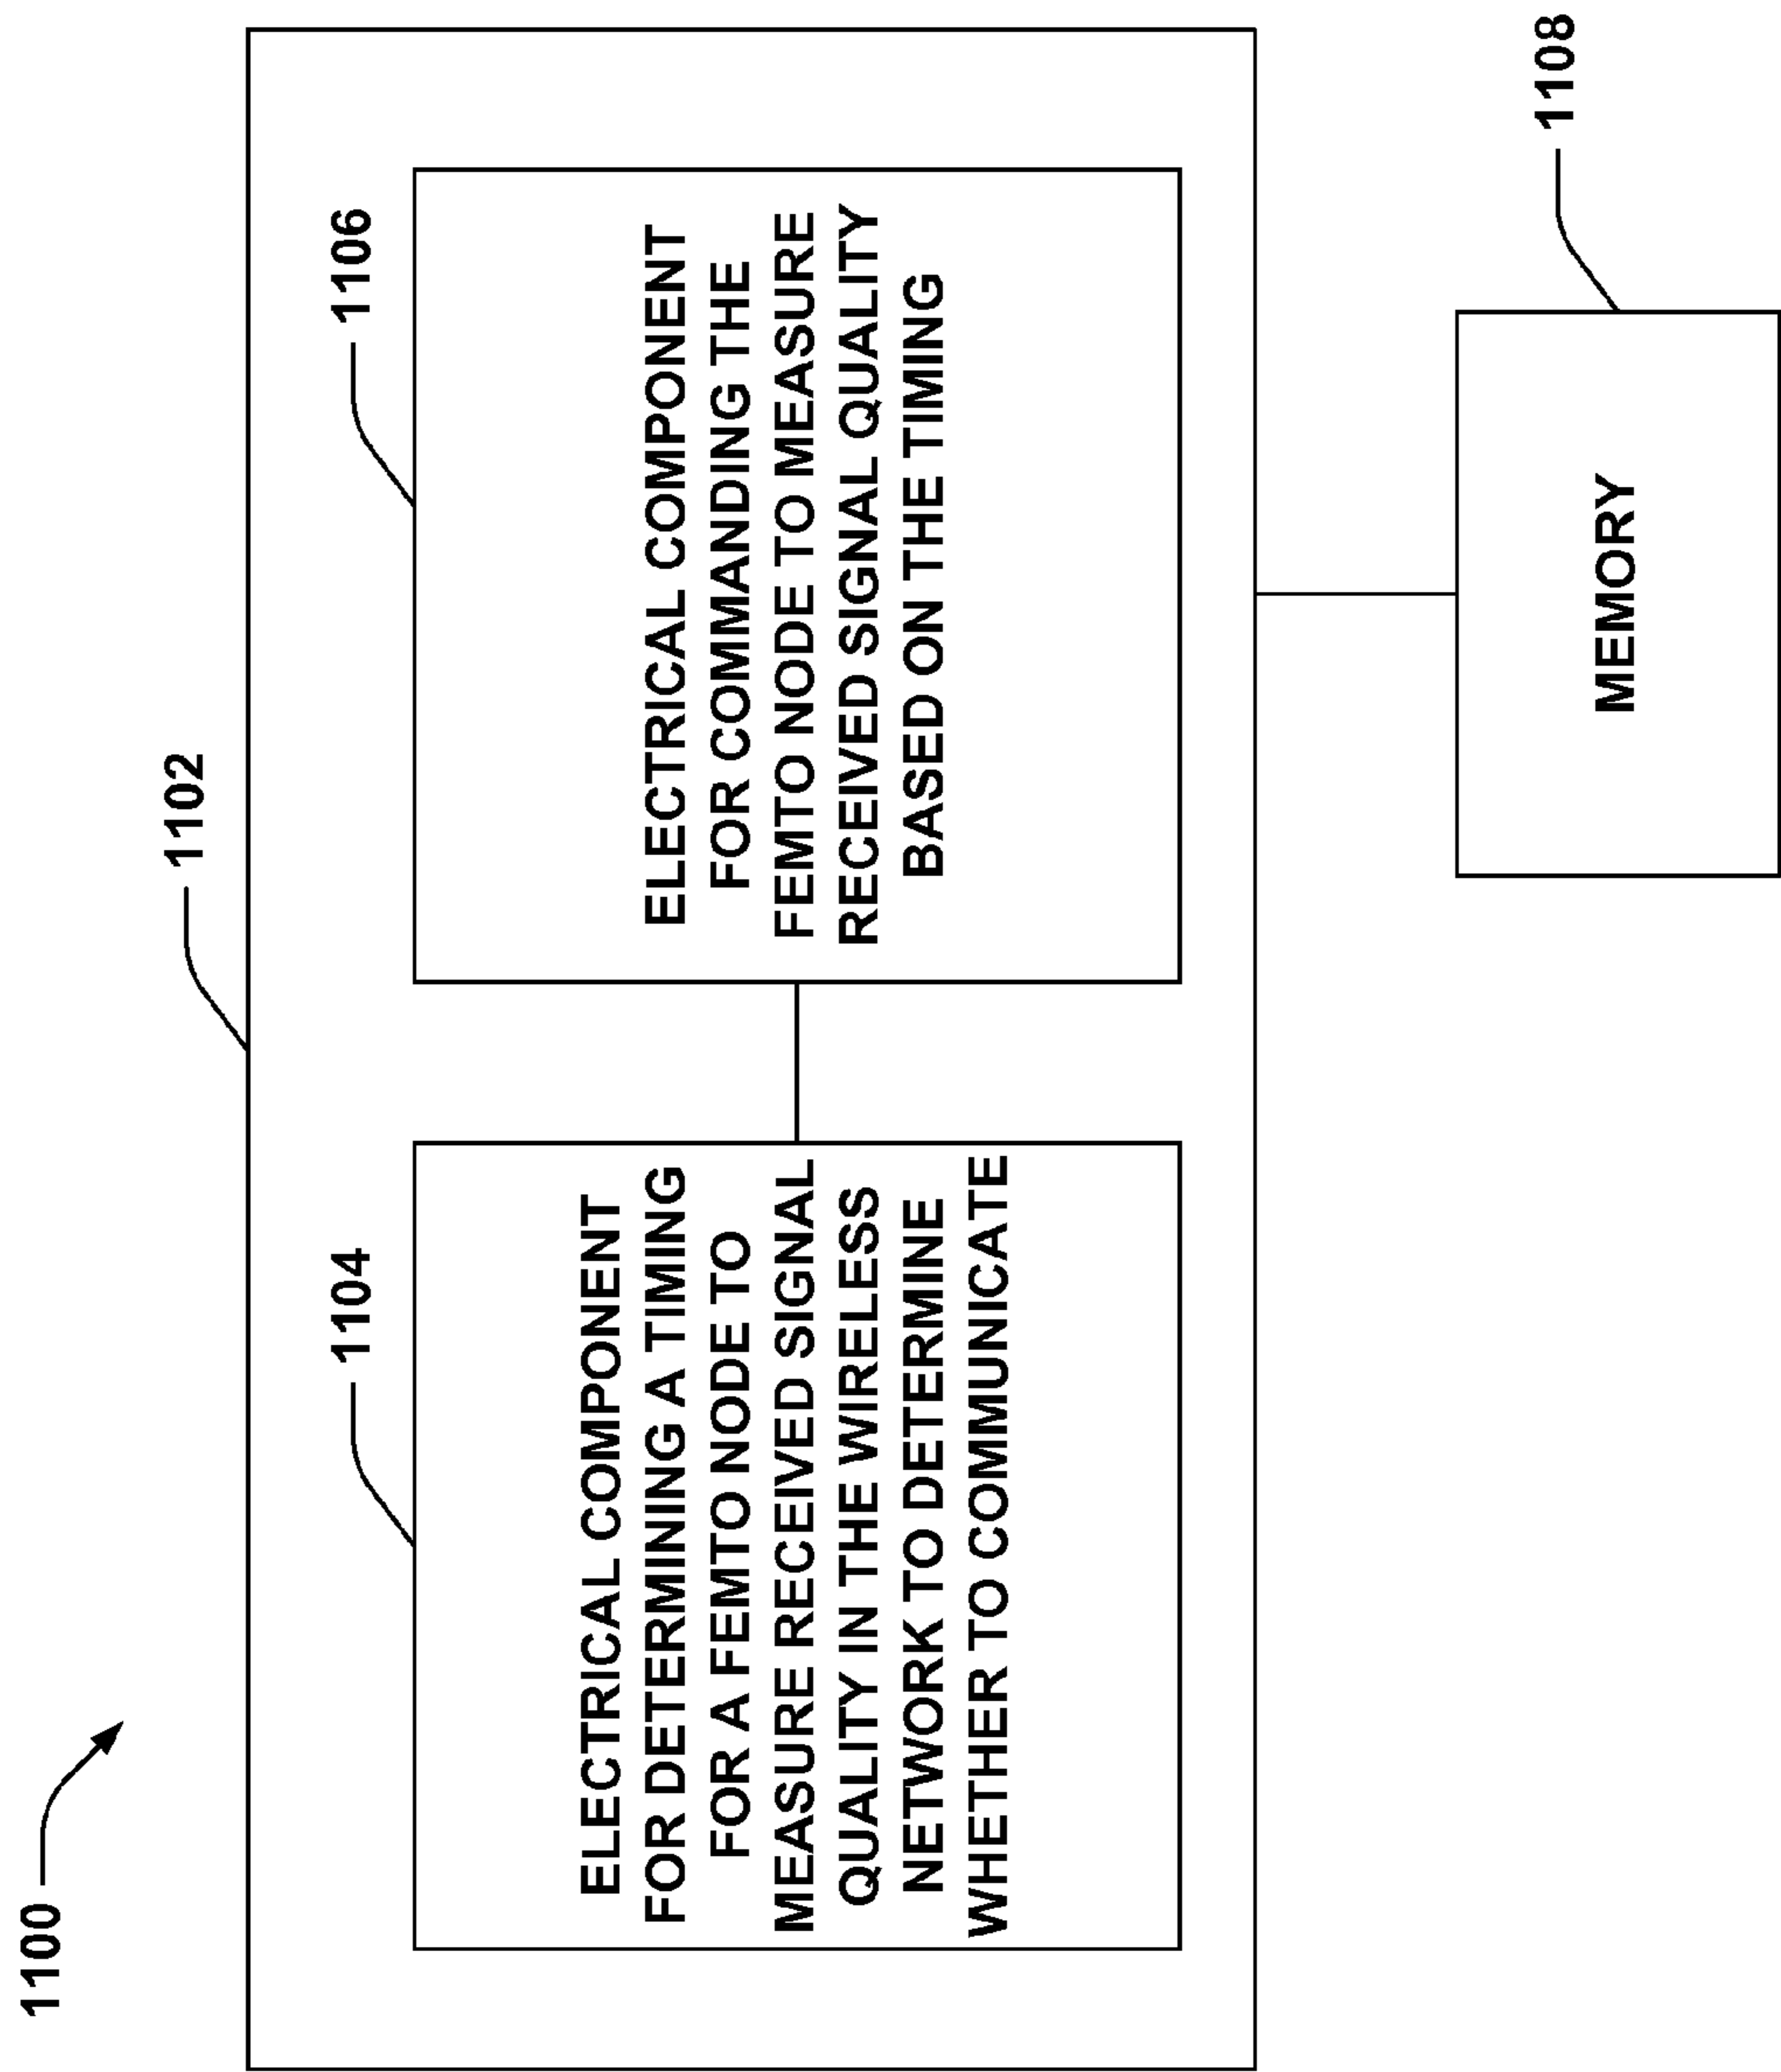 1100
1102
1104
ELECTRICAL COMPONENT
FOR DETERMINING A TIMING
FOR A FEMTO NODE TO
MEASURE RECEIVED SIGNAL
QUALITY IN THE WIRELESS
NETWORK TO DETERMINE
WHETHER TO COMMUNICATE
1106
ELECTRICAL COMPONENT
FOR COMMANDING THE
FEMTO NODE TO MEASURE
RECEIVED SIGNAL QUALITY
BASED ON THE TIMING
1108
MEMORY